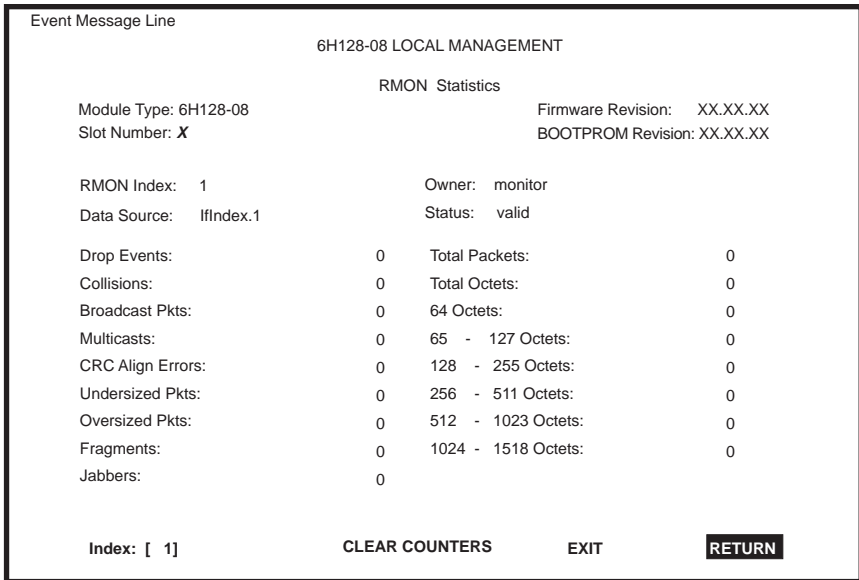 Event Message Line
6H128-08 LOCAL MANAGEMENT
RMON Statistics
Module Type: 6H128-08 Firmware Revision: XX.XX.XX
Slot Number: X BOOTPROM Revision: XX.XX.XX
RMON Index: 1 Owner: monitor
Data Source: IfIndex.1 Status: valid
Drop Events: 0 Total Packets: 0
Collisions: 0 Total Octets: 0
Broadcast Pkts: 0 64 Octets: 0
Multicasts: 0 65 - 127 Octets: 0
CRC Align Errors: 0 128 - 255 Octets: 0
Undersized Pkts: 0 256 - 511 Octets: 0
Oversized Pkts: 0 512 - 1023 Octets: 0
Fragments: 0 1024 - 1518 Octets: 0
Jabbers: 0
Index: [ 1] CLEAR COUNTERS EXIT RETURN